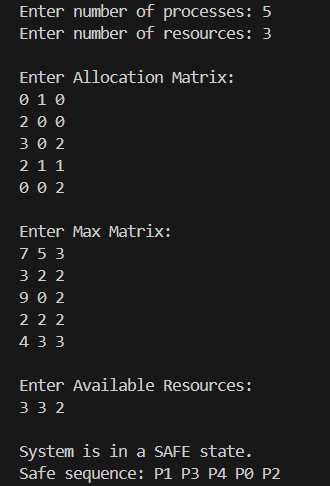 Enter number of processes: 5
Enter number of resources: 3
Enter Allocation Matrix:
0 1 0
2 0 0
3 0 2
2 1 1
0 0 2
Enter Max Matrix:
7 5 3
3 2 2
9 0 2
2 2 2
4 3 3
Enter Available Resources:
3 3 2
System is in a SAFE state.
Safe sequence: P1 P3 P4 P0 P2